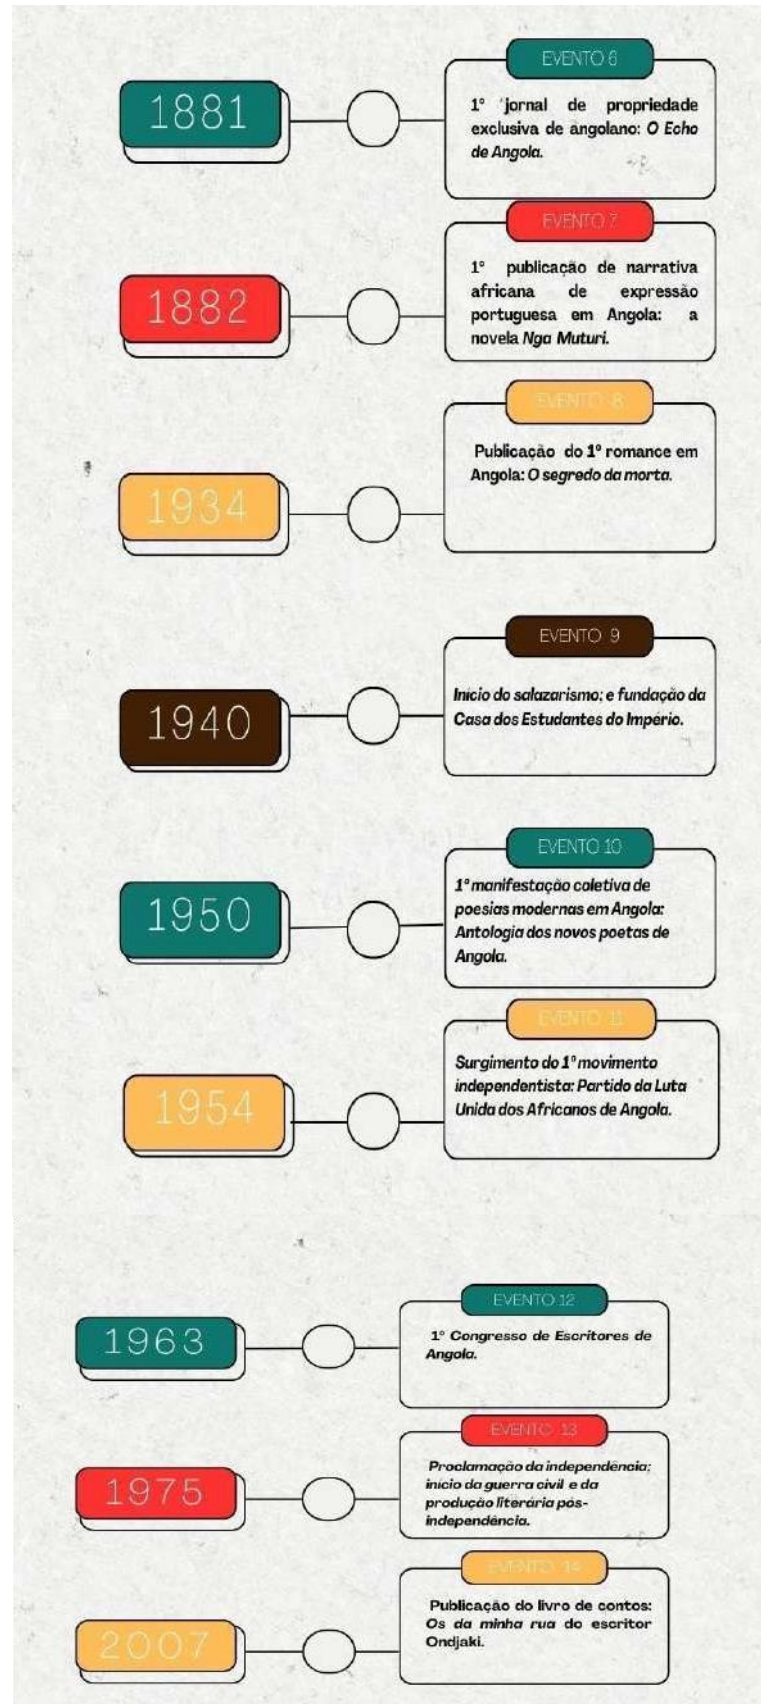 EVENTO 6
1881
1º jornal de propriedade
exclusiva de angolano: O Echo
de Angola.
EVENTO 7
1882
1º publicação de narrativa
africana de expressão
portuguesa em Angola: a
novela Nga Muturi.
EVENTO 8
1934
Publicação do 1º romance em
Angola: O segredo da morta.
EVENTO 9
1940
Início do salazarismo; e fundação da
Casa dos Estudantes do Império.
EVENTO 10
1950
1º manifestação coletiva de
poesias modernas em Angola:
Antologia dos novos poetas de
Angola.
EVENTO 11
1954
Surgimento do 1º movimento
independentista: Partido da Luta
Unida dos Africanos de Angola.
EVENTO 12
1963
1º Congresso de Escritores de
Angola.
EVENTO 13
1975
Proclamação da independência;
início da guerra civil e da
produção literária pós-
independência.
EVENTO 14
2007
Publicação do livro de contos:
Os da minha rua do escritor
Ondjaki.